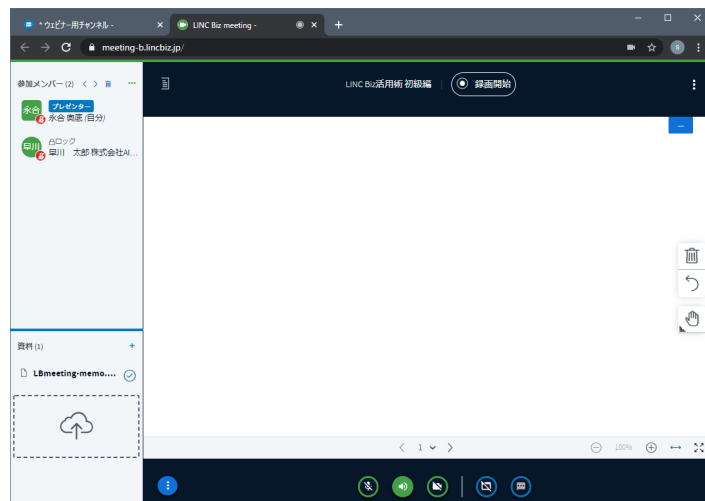 * ウェビナー用チャンネル -
LINC Biz meeting -
meeting-b.lincbiz.jp/
S
参加メンバー (2)
LINC Biz活用術 初級編
録画開始
永合
プレゼンター
永合 奥底 (自分)
早川
ロック
早川 太郎 株式会社AI...
資料 (1)
LBmeeting-memo....
1
100%